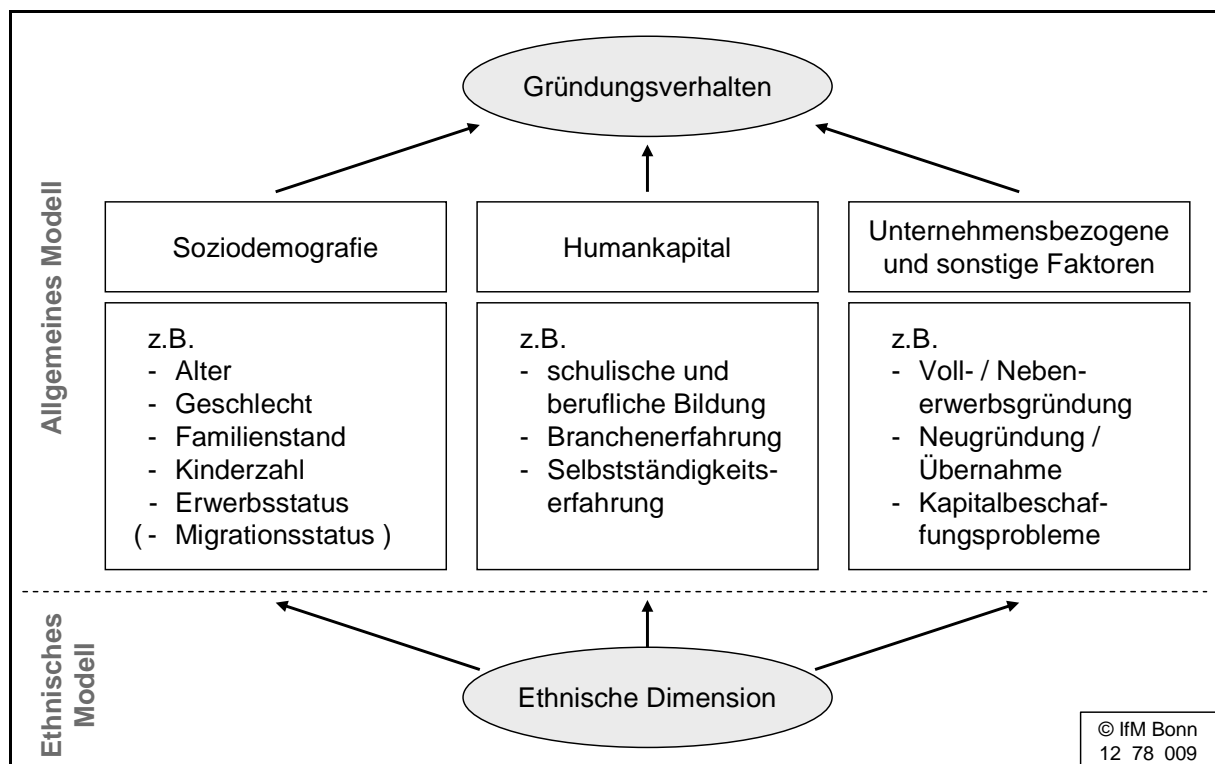 Gründungsverhalten
Allgemeines Modell
Soziodemografie
Humankapital
Unternehmensbezogene
und sonstige Faktoren
z.B.
- Alter
- Geschlecht
- Familienstand
- Kinderzahl
- Erwerbsstatus
( - Migrationsstatus )
z.B.
- schulische und
berufliche Bildung
- Branchenerfahrung
- Selbstständigkeits-
erfahrung
z.B.
- Voll- / Neben-
erwerbsgründung
- Neugründung /
Übernahme
- Kapitalbeschaf-
fungsprobleme
Ethnisches
Modell
Ethnische Dimension
© IfM Bonn
12 78 009